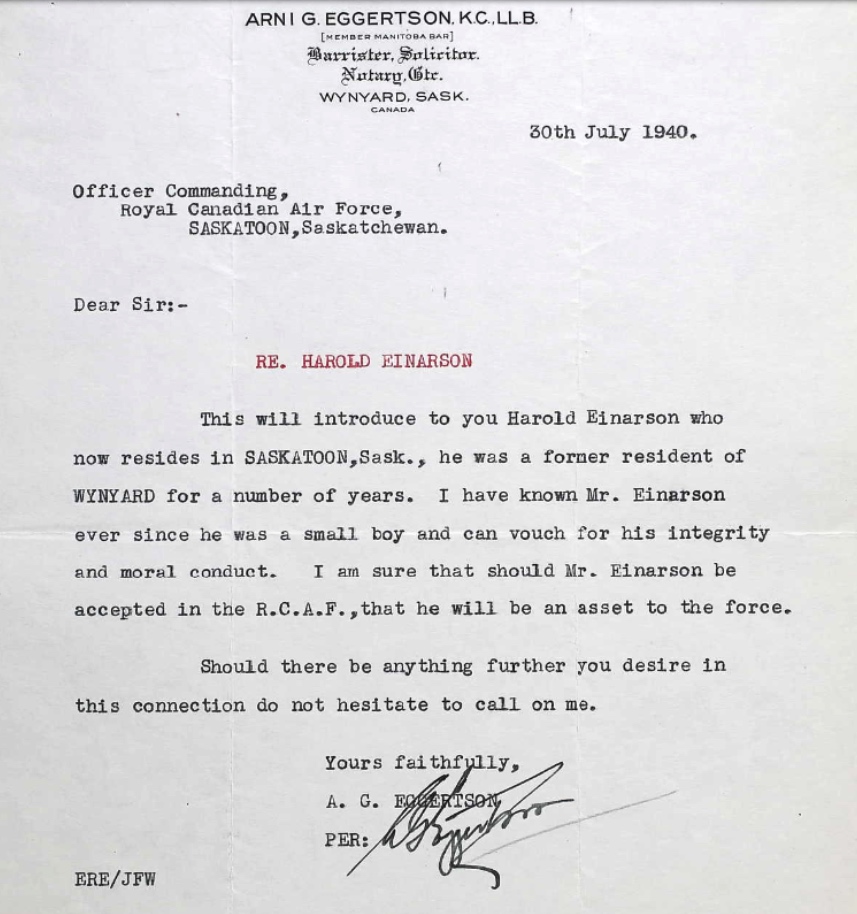 ARNI G. EGGERTSON, K.C., LL.B.
[MEMBER MANITOBA BAR]
Barrister, Solicitor.
Notary, Etc.
WYNYARD, SASK.
CANADA
30th July 1940.
Officer Commanding,
Royal Canadian Air Force,
SASKATOON,Saskatchewan.
Dear Sir:-
RE. HAROLD EINARSON
This will introduce to you Harold Einarson who
now resides in SASKATOON,Sask., he was a former resident of
WYNYARD for a number of years. I have known Mr. Einarson
ever since he was a small boy and can vouch for his integrity
and moral conduct. I am sure that should Mr. Einarson be
accepted in the R.C.A.F.,that he will be an asset to the force.
Should there be anything further you desire in
this connection do not hesitate to call on me.
Yours faithfully,
A. G. EGGERTSON,
PER: A G Eggertson
ERE/JFW